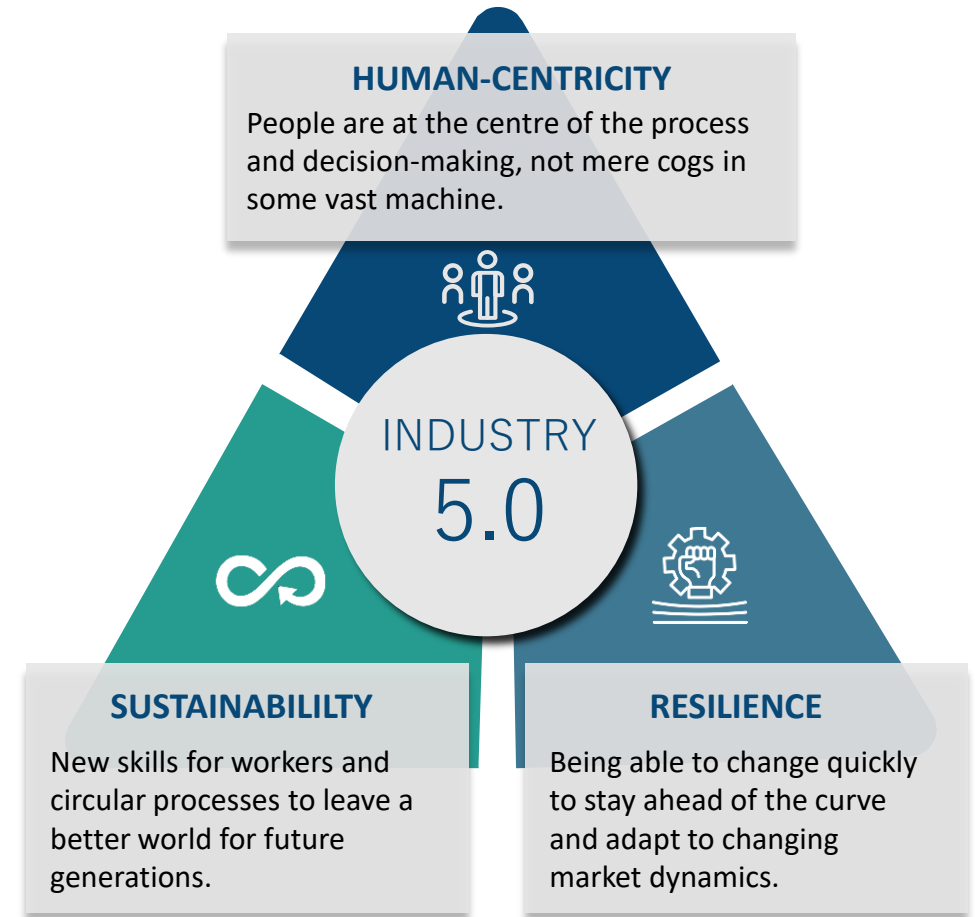 HUMAN-CENTRICITY
People are at the centre of the process
and decision-making, not mere cogs in
some vast machine.
INDUSTRY
5.0
SUSTAINABILILTY
New skills for workers and
circular processes to leave a
better world for future
generations.
RESILIENCE
Being able to change quickly
to stay ahead of the curve
and adapt to changing
market dynamics.